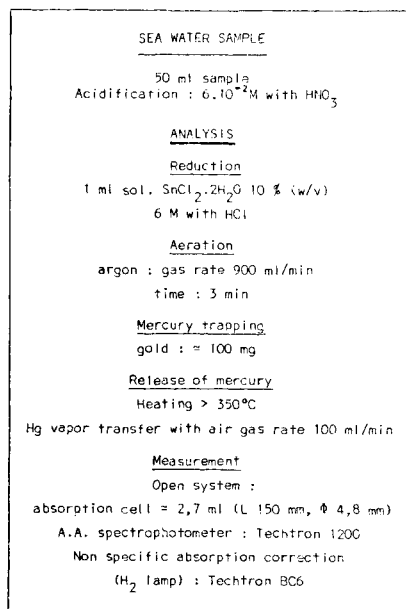 SEA WATER SAMPLE
50 ml sample
Acidification : 6.10⁻²M with HNO₃
ANALYSIS
Reduction
1 ml sol. SnCl₂.2H₂O 10 % (w/v)
6 M with HCl
Aeration
argon : gas rate 900 ml/min
time : 3 min
Mercury trapping
gold : ≃ 100 mg
Release of mercury
Heating > 350°C
Hg vapor transfer with air gas rate 100 ml/min
Measurement
Open system :
absorption cell = 2,7 ml (L 150 mm, Φ 4,8 mm)
A.A. spectrophotometer : Techtron 1200
Non specific absorption correction
(H₂ lamp) : Techtron BC6